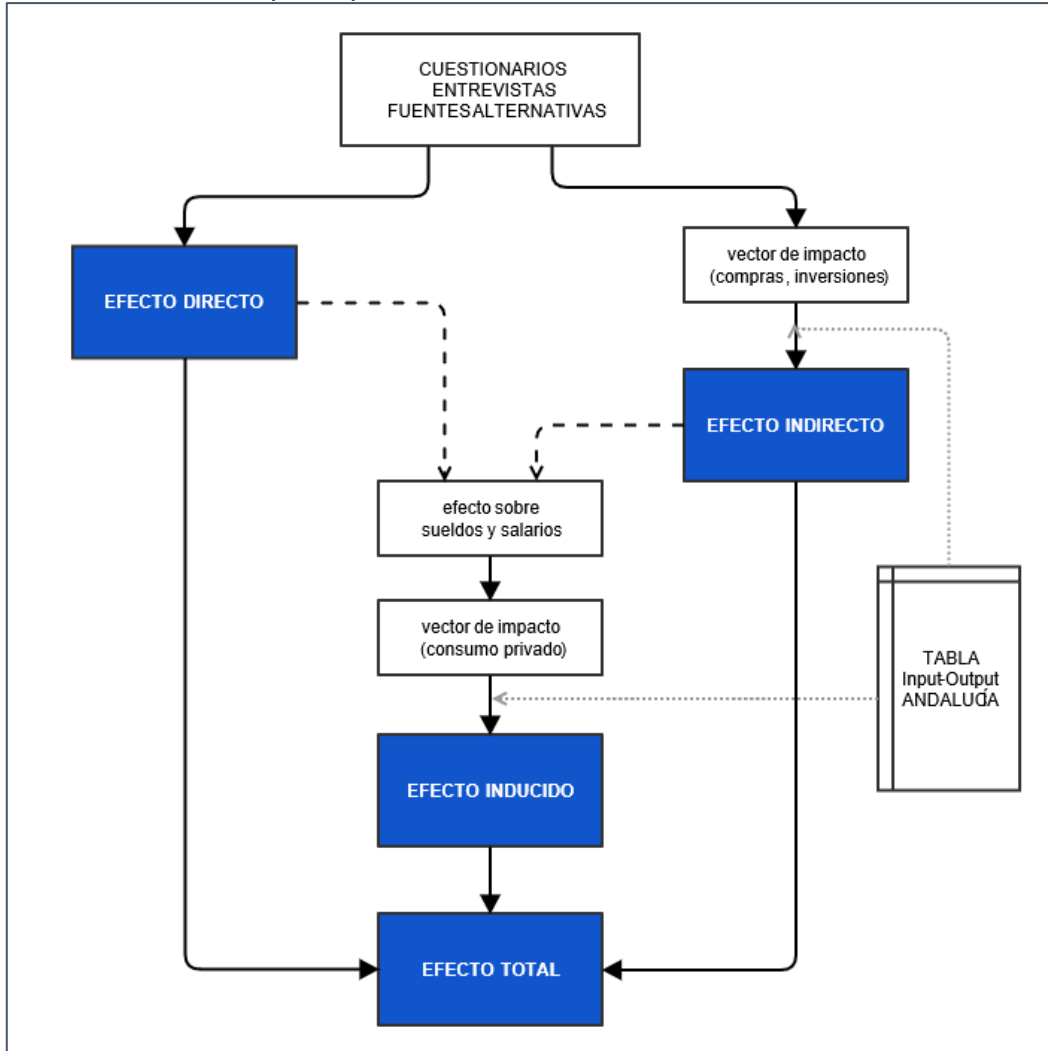 CUESTIONARIOS
ENTREVISTAS
FUENTESALTERNATIVAS
vector de impacto
(compras, inversiones)
EFECTO DIRECTO
EFECTO INDIRECTO
efecto sobre
sueldos y salarios
vector de impacto
(consumo privado)
TABLA
Input-Output
ANDALUCÍA
EFECTO INDUCIDO
EFECTO TOTAL